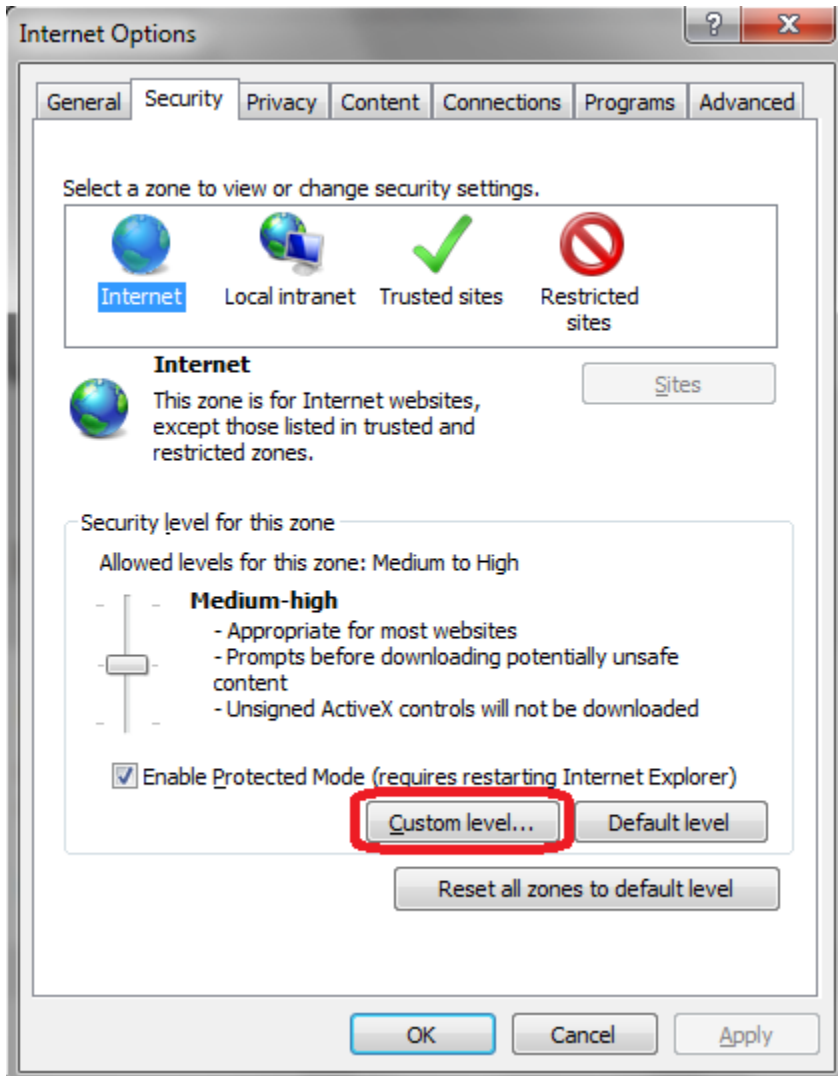 Internet Options
?
X
General Security Privacy Content Connections Programs Advanced
Select a zone to view or change security settings.
Internet Local intranet Trusted sites Restricted
sites
Internet
Sites
This zone is for Internet websites,
except those listed in trusted and
restricted zones.
Security level for this zone
Allowed levels for this zone: Medium to High
Medium-high
- Appropriate for most websites
- Prompts before downloading potentially unsafe
content
- Unsigned ActiveX controls will not be downloaded
Enable Protected Mode (requires restarting Internet Explorer)
Custom level... Default level
Reset all zones to default level
OK Cancel Apply